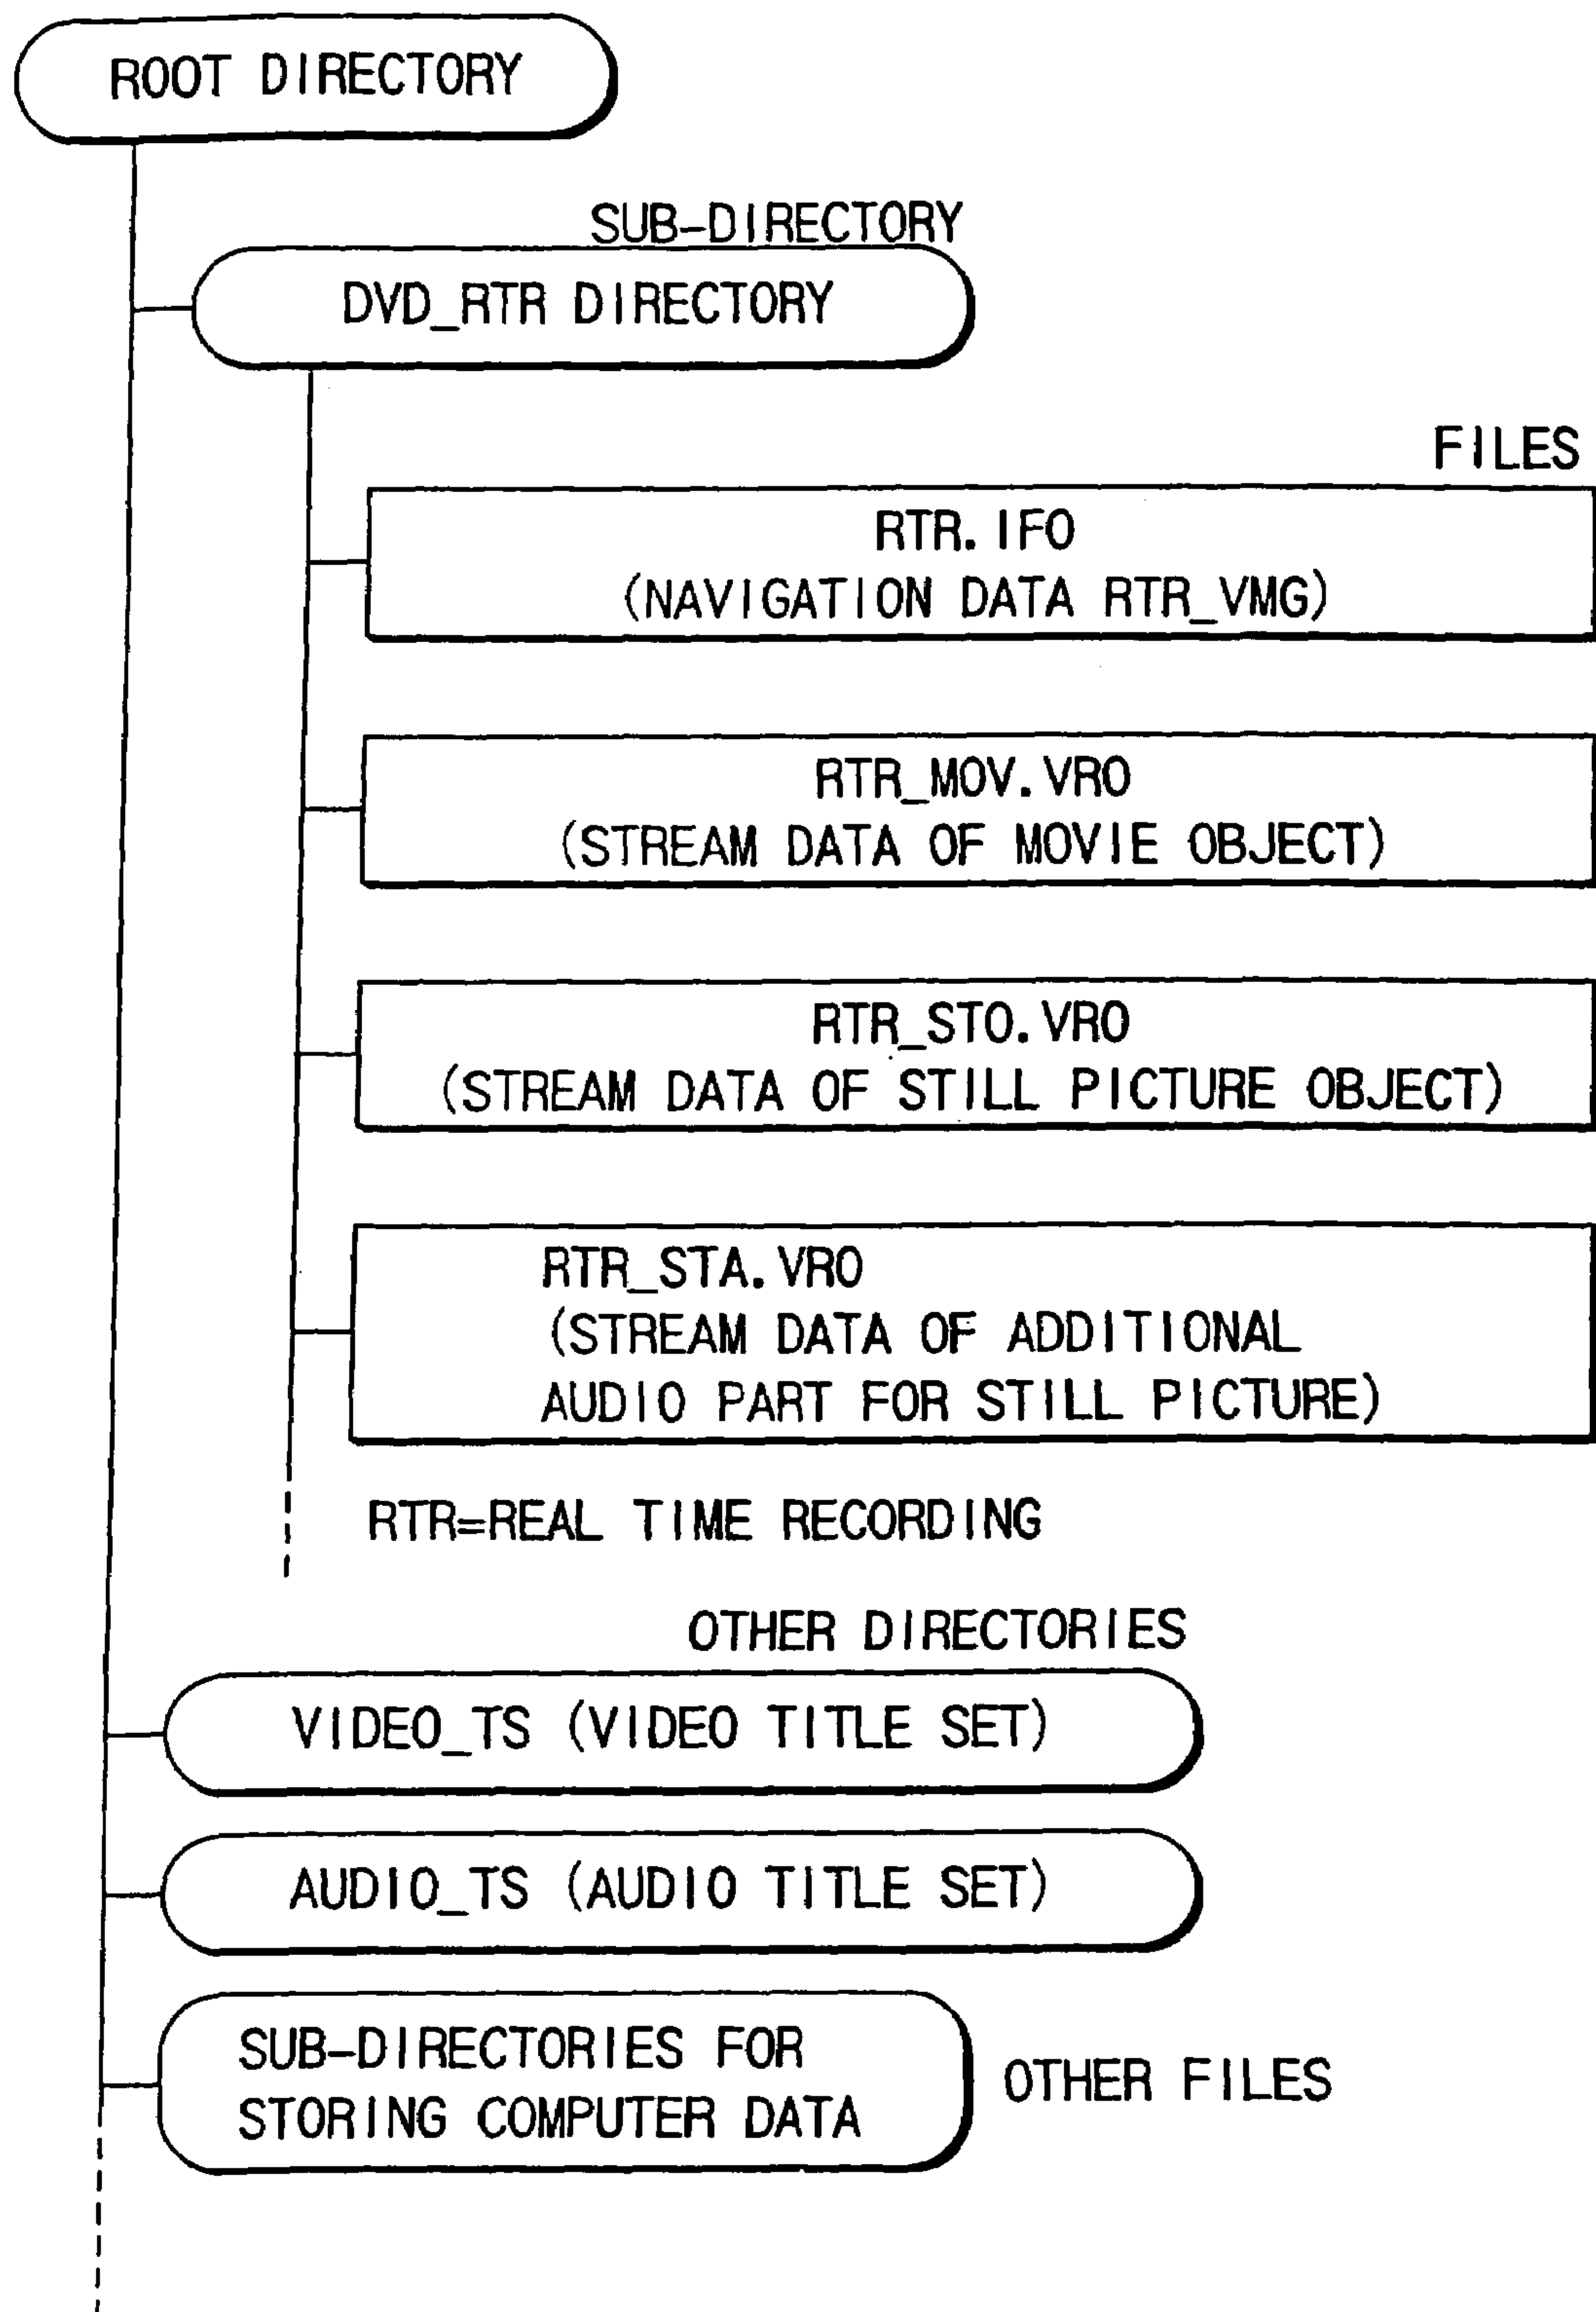 ROOT DIRECTORY
SUB-DIRECTORY
DVD_RTR DIRECTORY
FILES
RTR.IFO
(NAVIGATION DATA RTR_VMG)
RTR_MOV.VRO
(STREAM DATA OF MOVIE OBJECT)
RTR_STO.VRO
(STREAM DATA OF STILL PICTURE OBJECT)
RTR_STA.VRO
(STREAM DATA OF ADDITIONAL
AUDIO PART FOR STILL PICTURE)
RTR=REAL TIME RECORDING
OTHER DIRECTORIES
VIDEO_TS (VIDEO TITLE SET)
AUDIO_TS (AUDIO TITLE SET)
SUB-DIRECTORIES FOR
STORING COMPUTER DATA
OTHER FILES